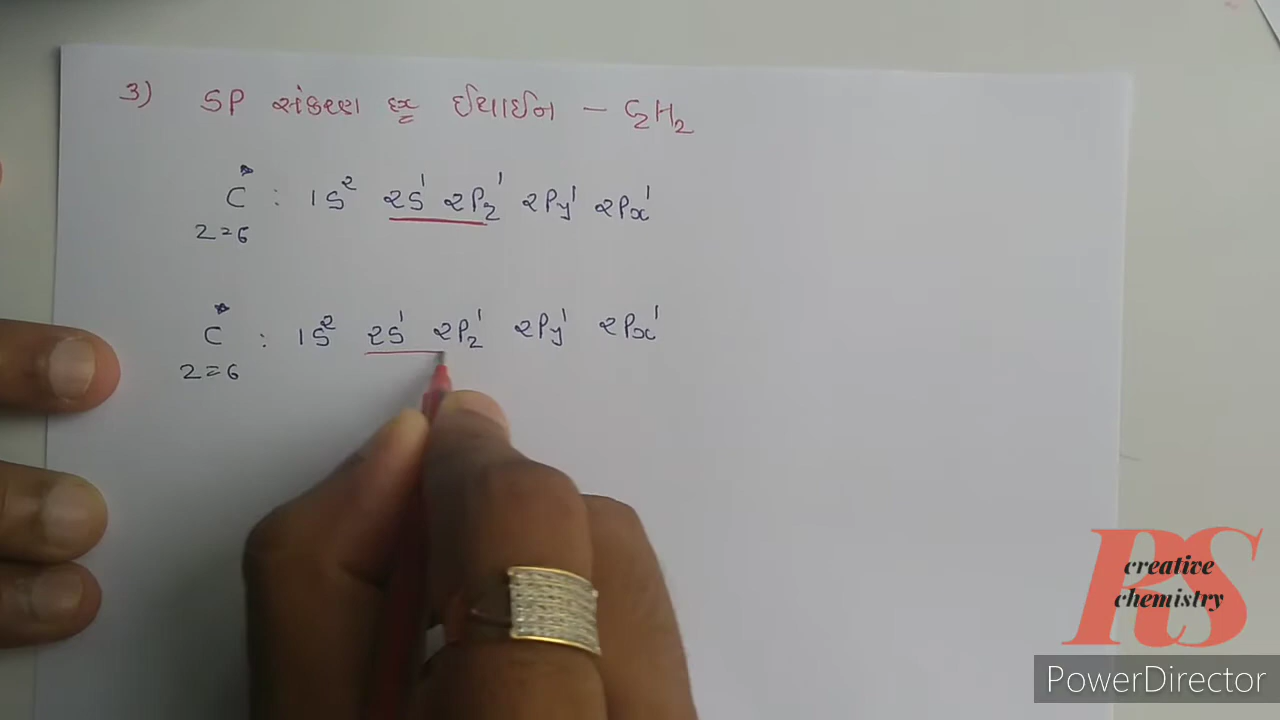 3) SP સંકરણ દા.ત. ઈથાઈન – C₂H₂
C* : 1S² 2S¹ 2Pz¹ 2Py¹ 2Px¹
Z=6
C* : 1S² 2S¹ 2Pz¹ 2Py¹ 2Px¹
Z=6
RS
creative
chemistry
PowerDirector